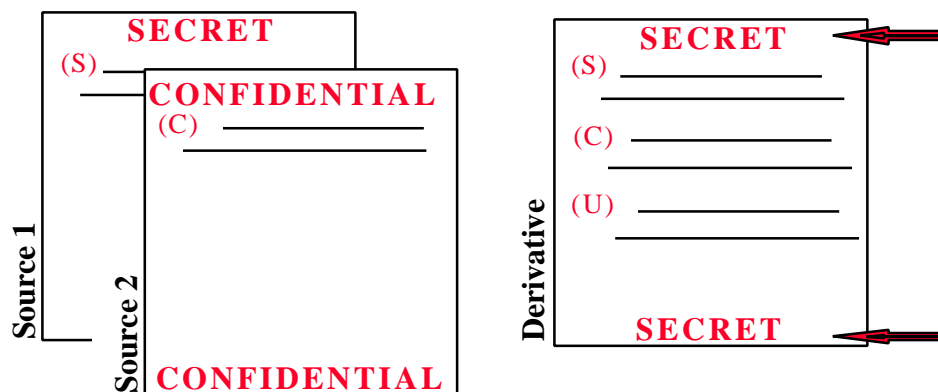 SECRET
(S)
Source 1
CONFIDENTIAL
(C)
Source 2
CONFIDENTIAL
SECRET
(S)
(C)
(U)
Derivative
SECRET